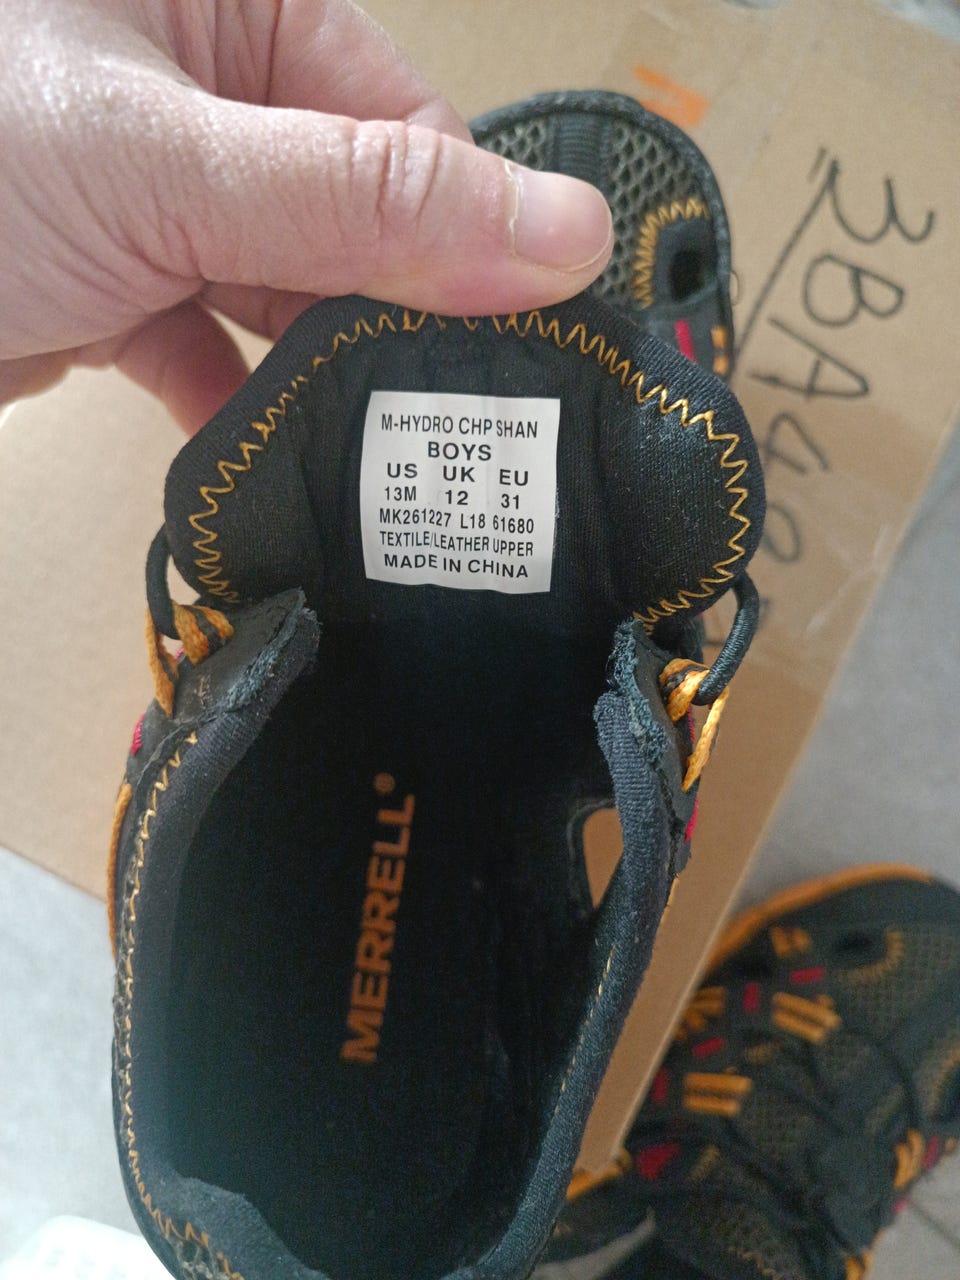 M-HYDRO CHP SHAN
BOYS
US UK EU
13M 12 31
MK261227 L18 61680
TEXTILE/LEATHER UPPER
MADE IN CHINA
MERRELL®